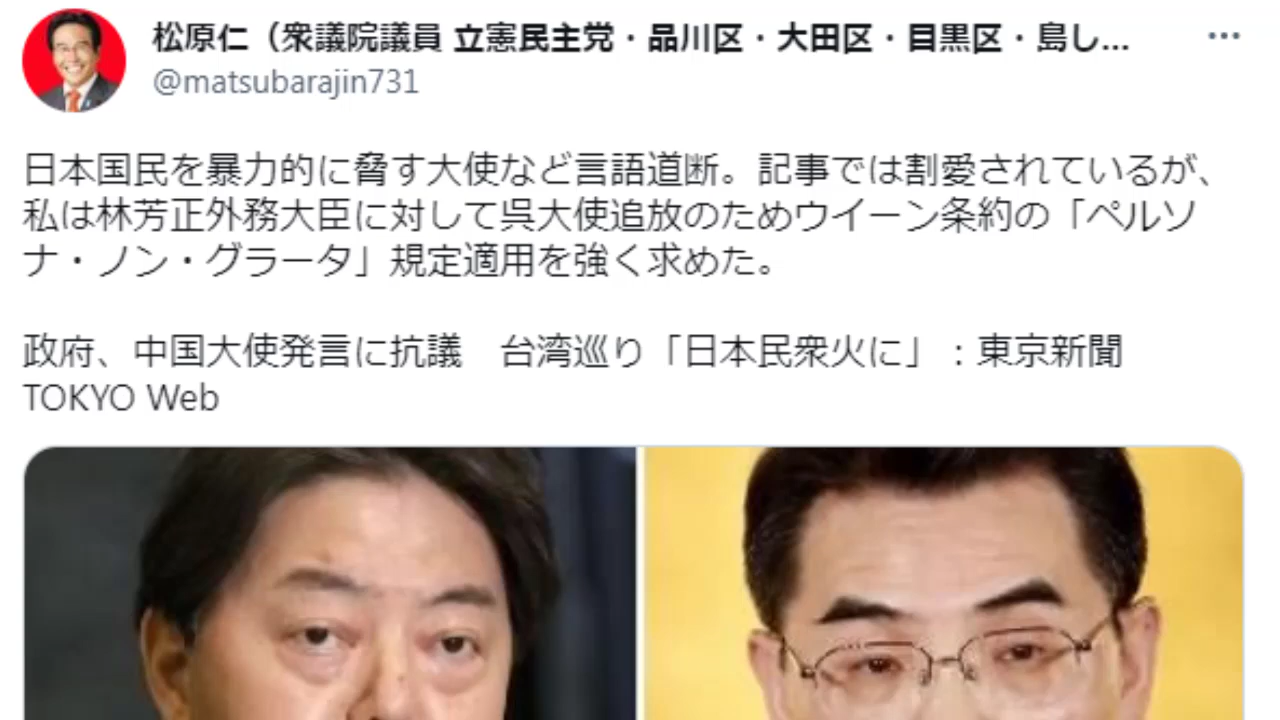 松原仁（衆議院議員 立憲民主党・品川区・大田区・目黒区・島し...
@matsubarajin731
日本国民を暴力的に脅す大使など言語道断。記事では割愛されているが、
私は林芳正外務大臣に対して呉大使追放のためウイーン条約の「ペルソ
ナ・ノン・グラータ」規定適用を強く求めた。
政府、中国大使発言に抗議　台湾巡り「日本民衆火に」：東京新聞
TOKYO Web